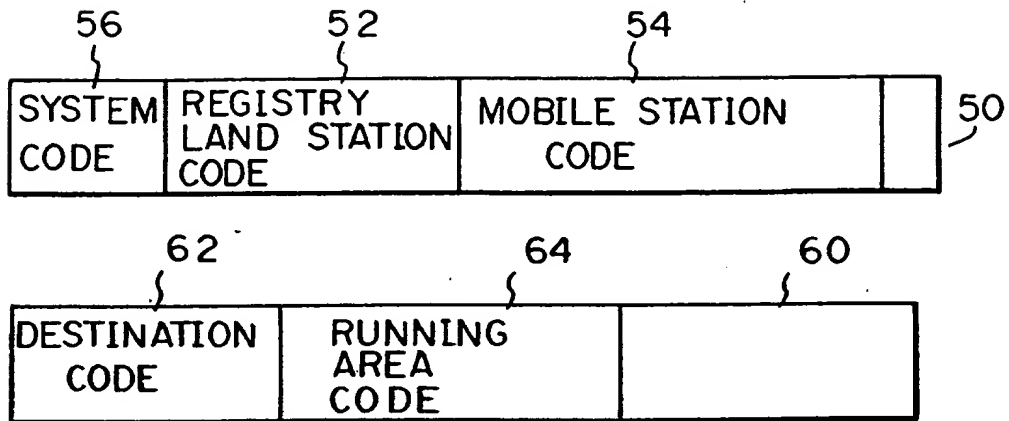 56 52 54
SYSTEM CODE
REGISTRY LAND STATION CODE
MOBILE STATION CODE
50
62 64 60
DESTINATION CODE
RUNNING AREA CODE